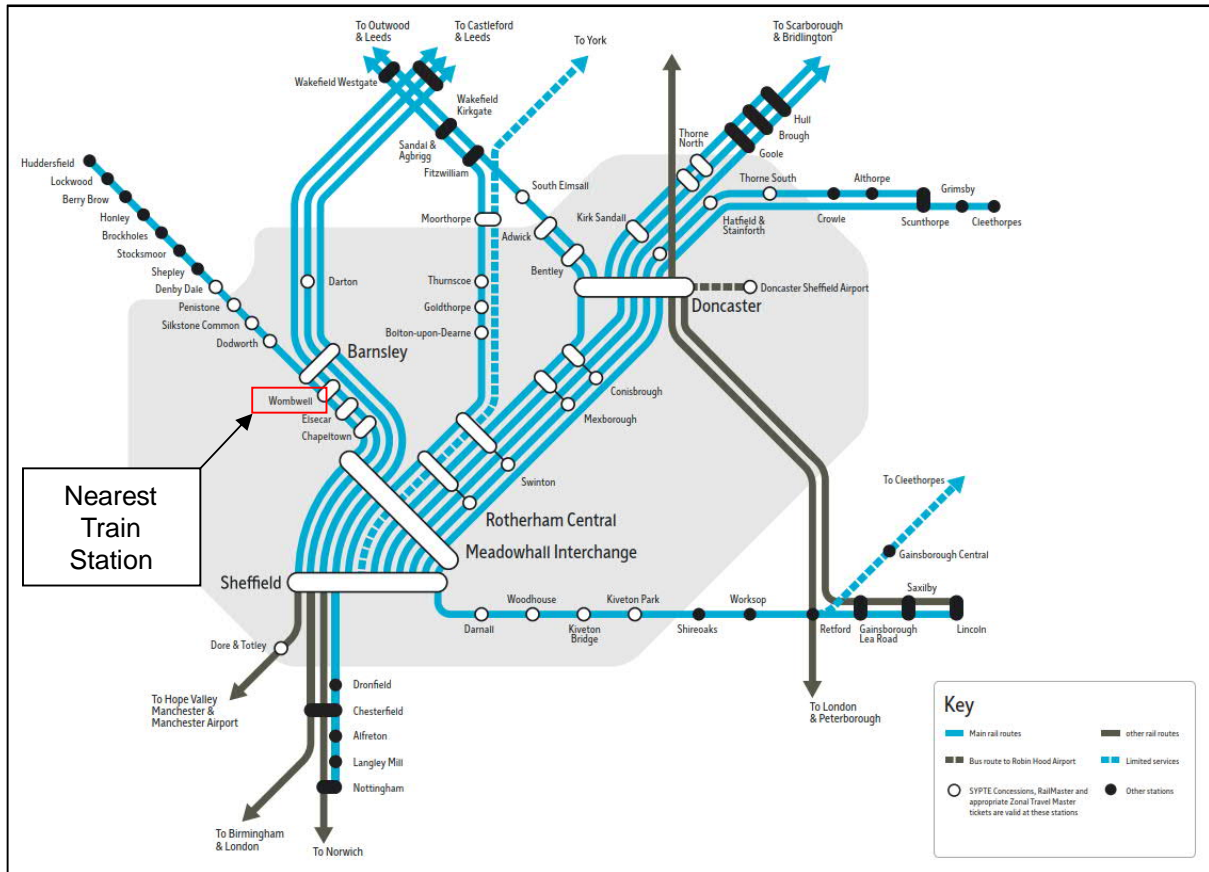 To Outwood
& Leeds
To Castleford
& Leeds
To York
To Scarborough
& Bridlington
Wakefield Westgate
Wakefield
Kirkgate
Sandal &
Agbrigg
Fitzwilliam
Hull
Brough
Goole
Thorne
North
Huddersfield
Lockwood
Berry Brow
Honley
Brockholes
Stocksmoor
Shepley
Denby Dale
Penistone
Silkstone Common
Dodworth
South Elmsall
Moorthorpe
Adwick
Bentley
Kirk Sandall
Thorne South
Althorpe
Grimsby
Hatfield &
Stainforth
Crowle
Scunthorpe
Cleethorpes
Darton
Thurnscoe
Goldthorpe
Bolton-upon-Dearne
Doncaster Sheffield Airport
Doncaster
Barnsley
Wombwell
Elsecar
Chapeltown
Conisbrough
Mexborough
Swinton
Nearest
Train
Station
Rotherham Central
Meadowhall Interchange
Sheffield
To Cleethorpes
Gainsborough Central
Saxilby
Woodhouse
Kiveton Park
Worksop
Darnall
Kiveton
Bridge
Shireoaks
Retford
Gainsborough
Lea Road
Lincoln
Dore & Totley
To Hope Valley
Manchester &
Manchester Airport
Dronfield
Chesterfield
Alfreton
Langley Mill
Nottingham
To London
& Peterborough
To Birmingham
& London
To Norwich
Key
Main rail routes
other rail routes
Bus route to Robin Hood Airport
Limited services
SYPTE Concessions, RailMaster and
appropriate Zonal Travel Master
tickets are valid at these stations
Other stations